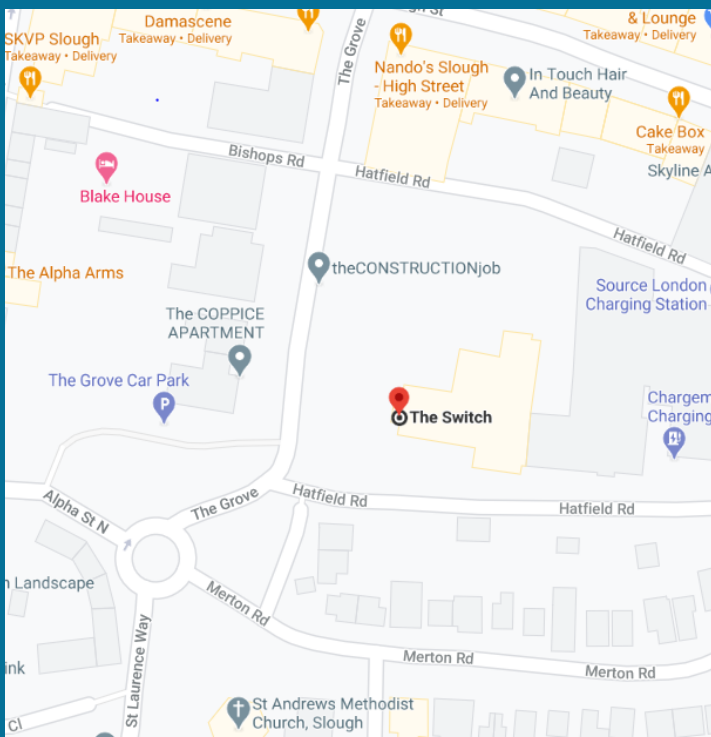 Damascene
Takeaway • Delivery
SKVP Slough
Takeaway • Delivery
The Grove
& Lounge
Takeaway • Delivery
Nando's Slough
- High Street
Takeaway • Delivery
In Touch Hair
And Beauty
Cake Box
Takeaway
Skyline A
Bishops Rd
Hatfield Rd
Blake House
Hatfield Rd
The Alpha Arms
theCONSTRUCTIONjob
Source London
Charging Station
The COPPICE
APARTMENT
The Grove Car Park
P
The Switch
Chargem
Charging
Alpha St N
The Grove
Hatfield Rd
Hatfield Rd
Landscape
Merton Rd
St Laurence Way
Merton Rd
Merton Rd
ink
St Andrews Methodist
Church, Slough
Cl